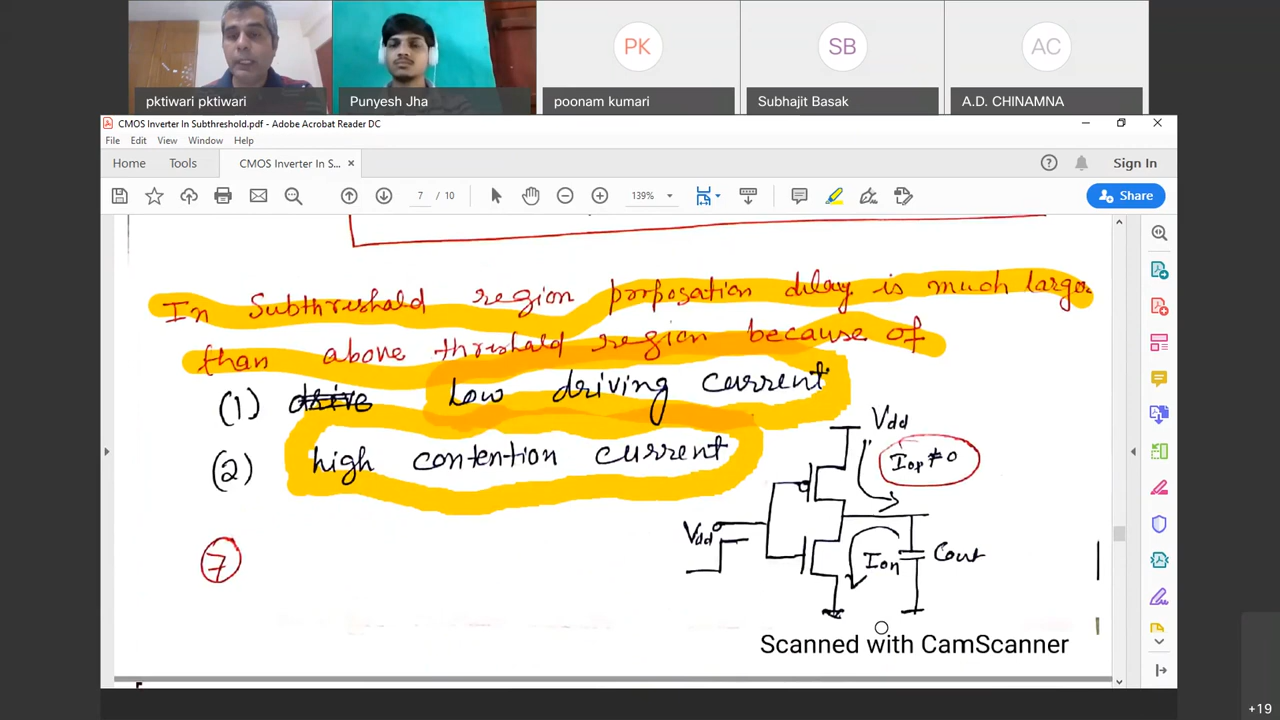 PK
SB
AC
pktiwari pktiwari
Punyesh Jha
poonam kumari
Subhajit Basak
A.D. CHINAMNA
CMOS Inverter In Subthreshold.pdf - Adobe Acrobat Reader DC
File Edit View Window Help
Home Tools CMOS Inverter In S... × Sign In
7 / 10 139% Share
In Subthreshold region proposation delay is much larger
than above threshold region because of
(1) Low driving current
(2) high contention current
Vdd
Iop ≠ 0
Vdd
Ion
Cout
7
Scanned with CamScanner
+19